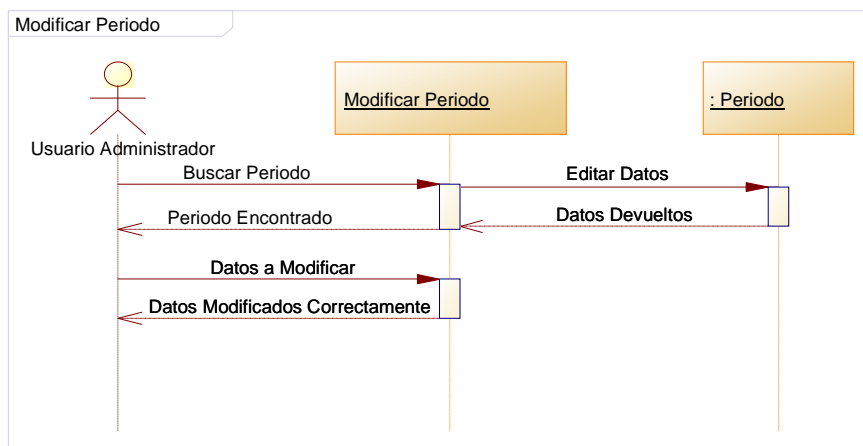 Modificar Periodo
Modificar Periodo
: Periodo
Usuario Administrador
Buscar Periodo
Editar Datos
Periodo Encontrado
Datos Devueltos
Datos a Modificar
Datos Modificados Correctamente